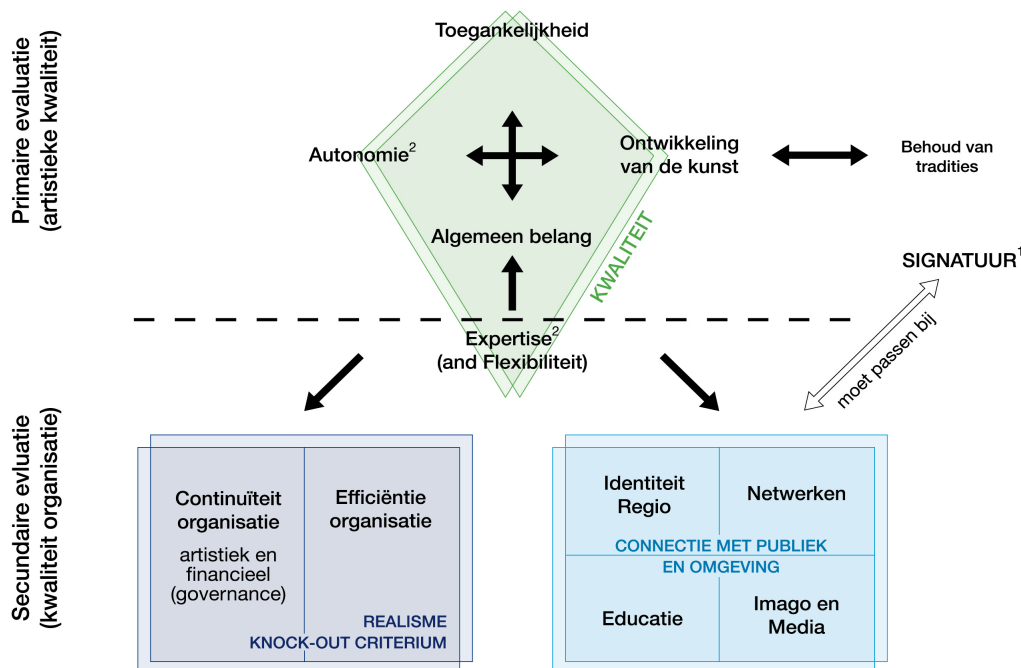 Primaire evaluatie
(artistieke kwaliteit)
Toegankelijkheid
Autonomie²
Ontwikkeling
van de kunst
Behoud van
tradities
Algemeen belang
KWALITEIT
SIGNATUUR¹
Expertise²
(and Flexibiliteit)
moet passen bij
Secundaire evluatie
(kwaliteit organisatie)
Continuïteit
organisatie
artistiek en
financieel
(governance)
Efficiëntie
organisatie
REALISME
KNOCK-OUT CRITERIUM
Identiteit
Regio
Netwerken
CONNECTIE MET PUBLIEK
EN OMGEVING
Educatie
Imago en
Media